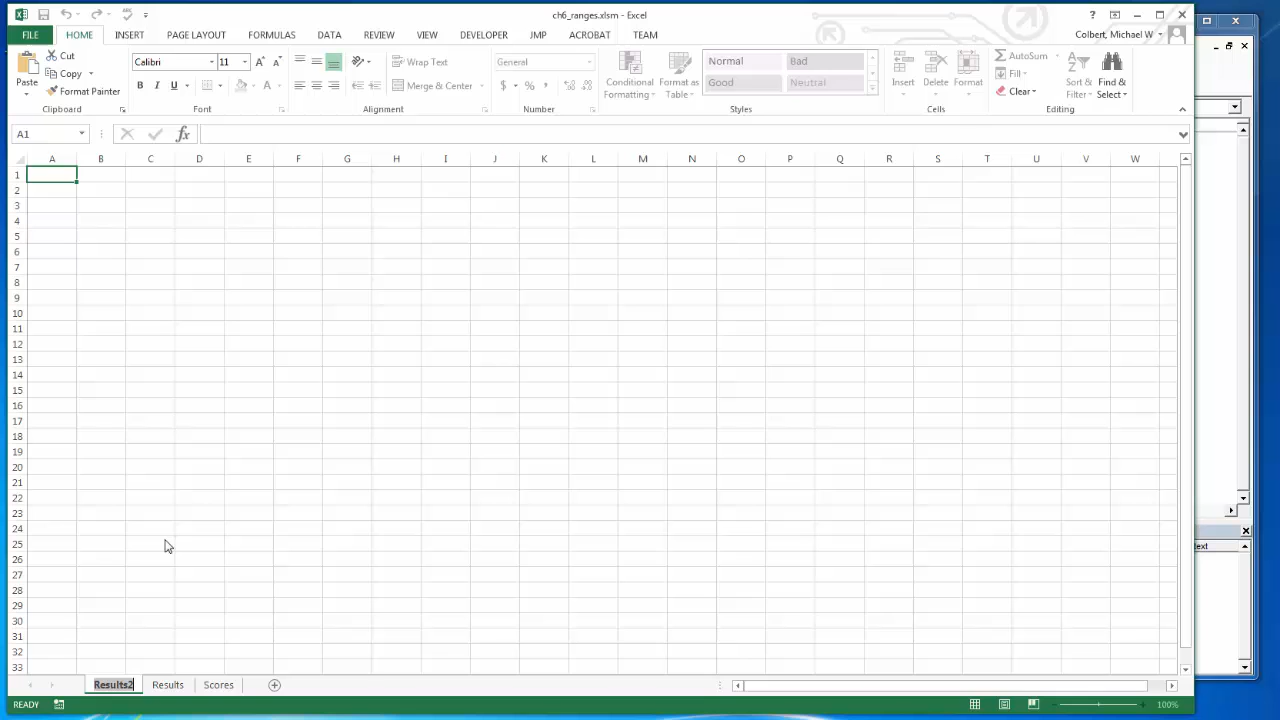 ch6_ranges.xlsm - Excel
FILE HOME INSERT PAGE LAYOUT FORMULAS DATA REVIEW VIEW DEVELOPER JMP ACROBAT TEAM
Colbert, Michael W
Cut
Copy
Format Painter
Paste
Clipboard
Calibri 11
B I U
Font
Wrap Text
Merge & Center
Alignment
General
$ % ,
Number
Conditional Formatting
Format as Table
Normal Bad
Good Neutral
Styles
Insert Delete Format
Cells
AutoSum
Fill
Clear
Sort & Filter
Find & Select
Editing
A1
fx
A B C D E F G H I J K L M N O P Q R S T U V W
1
2
3
4
5
6
7
8
9
10
11
12
13
14
15
16
17
18
19
20
21
22
23
24
25
26
27
28
29
30
31
32
33
text
Results2 Results Scores
READY
100%